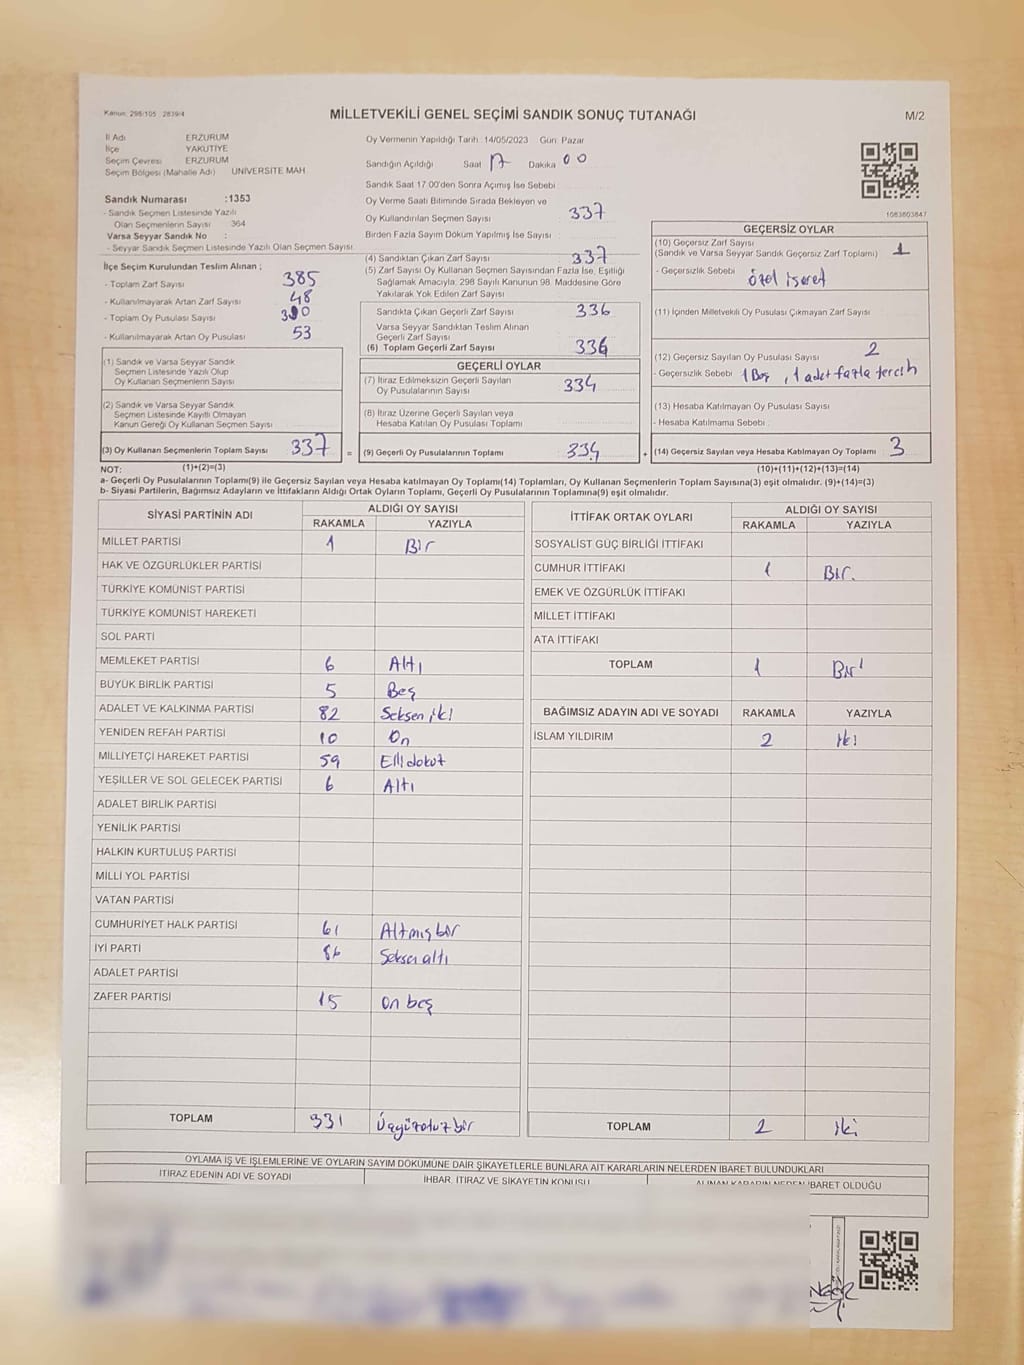 Kanun: 298/105 2839/4
MİLLETVEKİLİ GENEL SEÇİMİ SANDIK SONUÇ TUTANAĞI
M/2
İl Adı ERZURUM
İlçe YAKUTİYE
Seçim Çevresi ERZURUM
Seçim Bölgesi (Mahalle Adı) UNIVERSITE MAH.
Sandık Numarası :1353
- Sandık Seçmen Listesinde Yazılı
Olan Seçmenlerin Sayısı 364
Varsa Seyyar Sandık No :
- Seyyar Sandık Seçmen Listesinde Yazılı Olan Seçmen Sayısı
Oy Vermenin Yapıldığı Tarih: 14/05/2023 Gün: Pazar
Sandığın Açıldığı Saat 17 Dakika 00
Sandık Saat 17.00'den Sonra Açımış İse Sebebi
Oy Verme Saati Bitiminde Sırada Bekleyen ve
Oy Kullandırılan Seçmen Sayısı 337
Birden Fazla Sayım Döküm Yapılmış İse Sayısı
1083603847
İlçe Seçim Kurulundan Teslim Alınan ;
- Toplam Zarf Sayısı 385
- Kullanılmayarak Artan Zarf Sayısı 48
- Toplam Oy Pusulası Sayısı
- Kullanılmayarak Artan Oy Pusulası 53
(4) Sandıktan Çıkan Zarf Sayısı 337
(5) Zarf Sayısı Oy Kullanan Seçmen Sayısından Fazla İse, Eşitliği
Sağlamak Amacıyla; 298 Sayılı Kanunun 98. Maddesine Göre
Yakılarak Yok Edilen Zarf Sayısı
Sandıkta Çıkan Geçerli Zarf Sayısı 336
Varsa Seyyar Sandıktan Teslim Alınan
Geçerli Zarf Sayısı
(6) Toplam Geçerli Zarf Sayısı 336
GEÇERSİZ OYLAR
(10) Geçersiz Zarf Sayısı
(Sandık ve Varsa Seyyar Sandık Geçersiz Zarf Toplamı) 1
- Geçersizlik Sebebi özel işaret
(11) İçinden Milletvekili Oy Pusulası Çıkmayan Zarf Sayısı
(12) Geçersiz Sayılan Oy Pusulası Sayısı 2
- Geçersizlik Sebebi 1 Boş , 1 adet fazla tercih
(13) Hesaba Katılmayan Oy Pusulası Sayısı
- Hesaba Katılmama Sebebi :
(1) Sandık ve Varsa Seyyar Sandık
Seçmen Listesinde Yazılı Olup
Oy Kullanan Seçmenlerin Sayısı
(2) Sandık ve Varsa Seyyar Sandık
Seçmen Listesinde Kayıtlı Olmayan
Kanun Gereği Oy Kullanan Seçmen Sayısı
GEÇERLİ OYLAR
(7) İtiraz Edilmeksizin Geçerli Sayılan
Oy Pusulalarının Sayısı 334
(8) İtiraz Üzerine Geçerli Sayılan veya
Hesaba Katılan Oy Pusulası Toplamı
(3) Oy Kullanan Seçmenlerin Toplam Sayısı 337 = (9) Geçerli Oy Pusulalarının Toplamı 334 + (14) Geçersiz Sayılan veya Hesaba Katılmayan Oy Toplamı 3
NOT: (1)+(2)=(3) (10)+(11)+(12)+(13)=(14)
a- Geçerli Oy Pusulalarının Toplamı(9) ile Geçersiz Sayılan veya Hesaba katılmayan Oy Toplamı(14) Toplamları, Oy Kullanan Seçmenlerin Toplam Sayısına(3) eşit olmalıdır. (9)+(14)=(3)
b- Siyasi Partilerin, Bağımsız Adayların ve İttifakların Aldığı Ortak Oyların Toplamı, Geçerli Oy Pusulalarının Toplamına(9) eşit olmalıdır.
SİYASİ PARTİNİN ADI ALDIĞI OY SAYISI
RAKAMLA YAZIYLA
MİLLET PARTİSİ 1 Bir
HAK VE ÖZGÜRLÜKLER PARTİSİ
TÜRKİYE KOMÜNİST PARTİSİ
TÜRKİYE KOMÜNİST HAREKETİ
SOL PARTİ
MEMLEKET PARTİSİ 6 Altı
BÜYÜK BİRLİK PARTİSİ 5 Beş
ADALET VE KALKINMA PARTİSİ 82 Seksen iki
YENİDEN REFAH PARTİSİ 10 On
MİLLİYETÇİ HAREKET PARTİSİ 59 Ellidokuz
YEŞİLLER VE SOL GELECEK PARTİSİ 6 Altı
ADALET BİRLİK PARTİSİ
YENİLİK PARTİSİ
HALKIN KURTULUŞ PARTİSİ
MİLLİ YOL PARTİSİ
VATAN PARTİSİ
CUMHURİYET HALK PARTİSİ 61 Altmışbir
İYİ PARTİ 86 Seksen altı
ADALET PARTİSİ
ZAFER PARTİSİ 15 On beş
TOPLAM 331 Üçyüzotuzbir
İTTİFAK ORTAK OYLARI ALDIĞI OY SAYISI
RAKAMLA YAZIYLA
SOSYALİST GÜÇ BİRLİĞİ İTTİFAKI
CUMHUR İTTİFAKI 1 Bir.
EMEK VE ÖZGÜRLÜK İTTİFAKI
MİLLET İTTİFAKI
ATA İTTİFAKI
TOPLAM 1 Bir
BAĞIMSIZ ADAYIN ADI VE SOYADI RAKAMLA YAZIYLA
İSLAM YILDIRIM 2 iki
TOPLAM 2 iki
OYLAMA İŞ VE İŞLEMLERİNE VE OYLARIN SAYIM DÖKÜMÜNE DAİR ŞİKAYETLERLE BUNLARA AİT KARARLARIN NELERDEN İBARET BULUNDUKLARI
İTİRAZ EDENİN ADI VE SOYADI İHBAR, İTİRAZ VE ŞİKAYETİN KONUSU ALINAN KARARIN NEDEN İBARET OLDUĞU